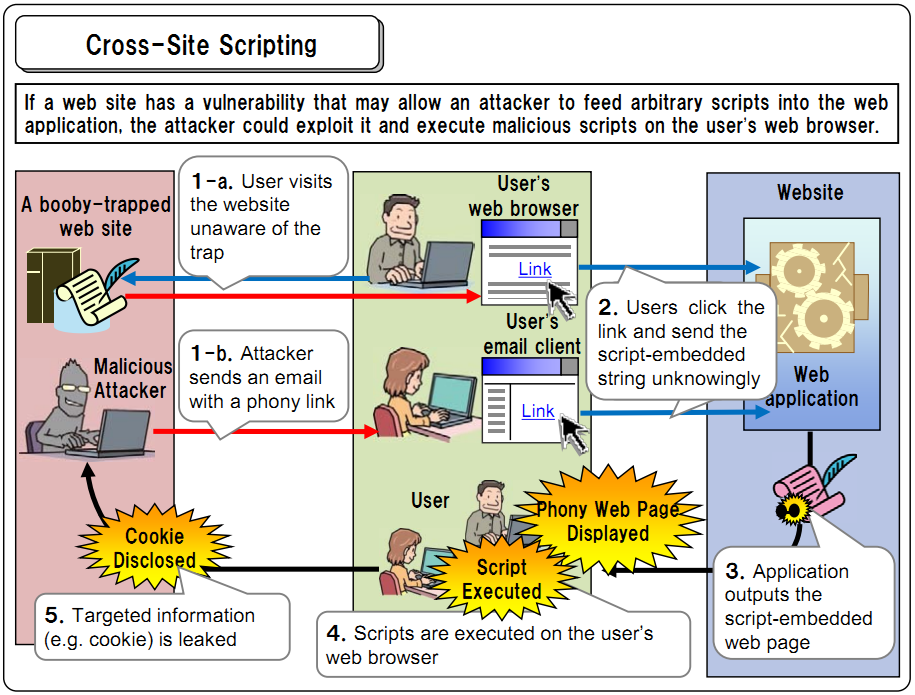 Cross-Site Scripting
If a web site has a vulnerability that may allow an attacker to feed arbitrary scripts into the web
application, the attacker could exploit it and execute malicious scripts on the user's web browser.
A booby-trapped
web site
1-a. User visits
the website
unaware of the
trap
User's
web browser
Link
Website
2. Users click the
link and send the
script-embedded
string unknowingly
Web
application
Malicious
Attacker
1-b. Attacker
sends an email
with a phony link
User's
email client
Link
User
Phony Web Page
Displayed
Script
Executed
Cookie
Disclosed
3. Application
outputs the
script-embedded
web page
4. Scripts are executed on the user's
web browser
5. Targeted information
(e.g. cookie) is leaked